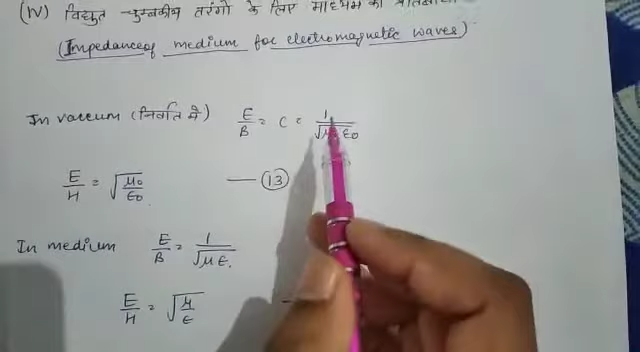 (IV) विद्युत चुम्बकीय तरंगों के लिए माध्यम की
(Impedance of medium for electromagnetic waves)
In vaccum (निर्वात में) E/B = C = 1/√μ₀ε₀
E/H = √μ₀/ε₀ — (13)
In medium E/B = 1/√με.
E/H = √μ/ε